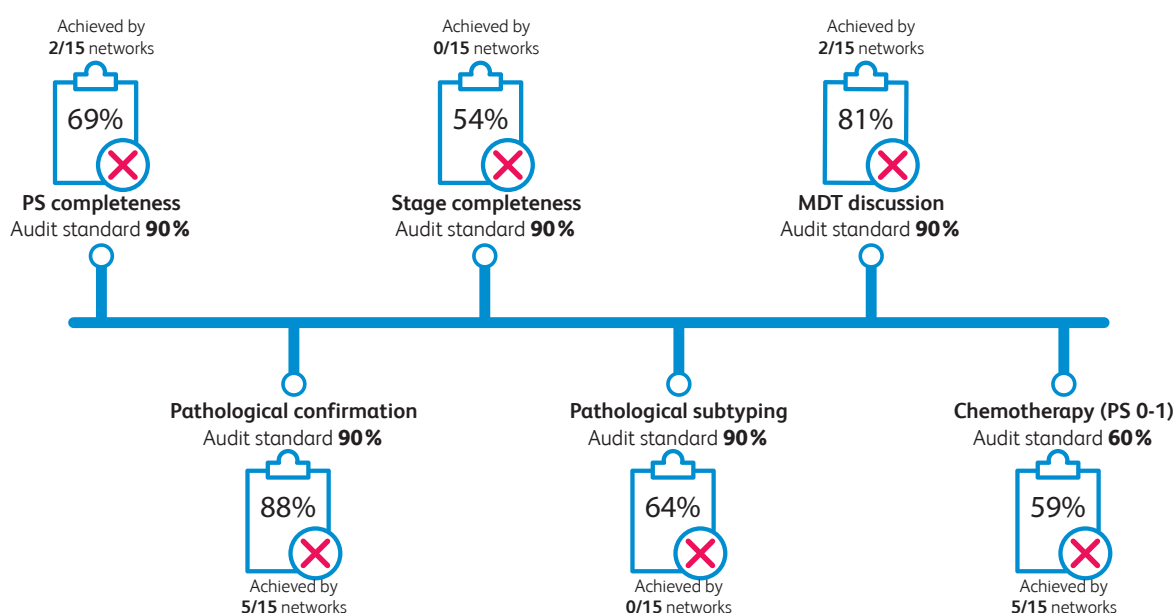 Achieved by
2/15 networks
69%
PS completeness
Audit standard 90%
Achieved by
0/15 networks
54%
Stage completeness
Audit standard 90%
Achieved by
2/15 networks
81%
MDT discussion
Audit standard 90%
Pathological confirmation
Audit standard 90%
88%
Achieved by
5/15 networks
Pathological subtyping
Audit standard 90%
64%
Achieved by
0/15 networks
Chemotherapy (PS 0-1)
Audit standard 60%
59%
Achieved by
5/15 networks